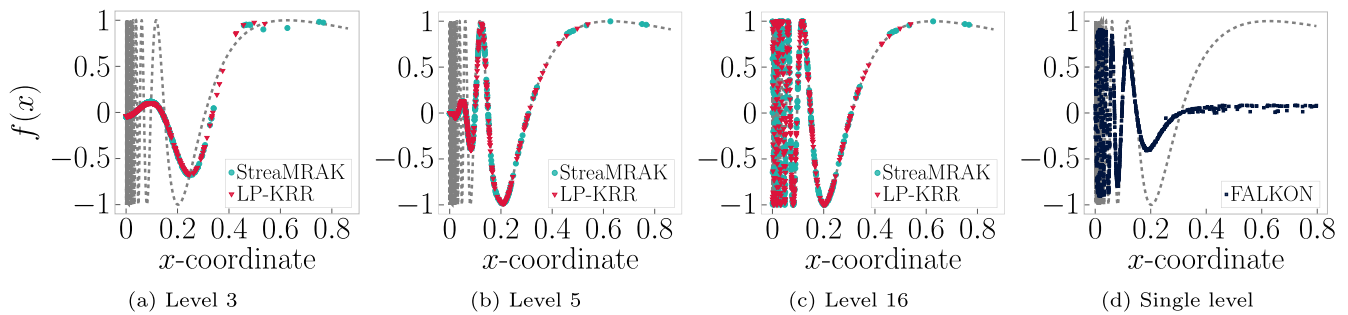 f(x)
1
0.5
0
−0.5
−1
0 0.2 0.4 0.6 0.8
x-coordinate
StreaMRAK
LP-KRR
(a) Level 3
1
0.5
0
−0.5
−1
0 0.2 0.4 0.6 0.8
x-coordinate
StreaMRAK
LP-KRR
(b) Level 5
1
0.5
0
−0.5
−1
0 0.2 0.4 0.6 0.8
x-coordinate
StreaMRAK
LP-KRR
(c) Level 16
1
0.5
0
−0.5
−1
0 0.2 0.4 0.6 0.8
x-coordinate
FALKON
(d) Single level